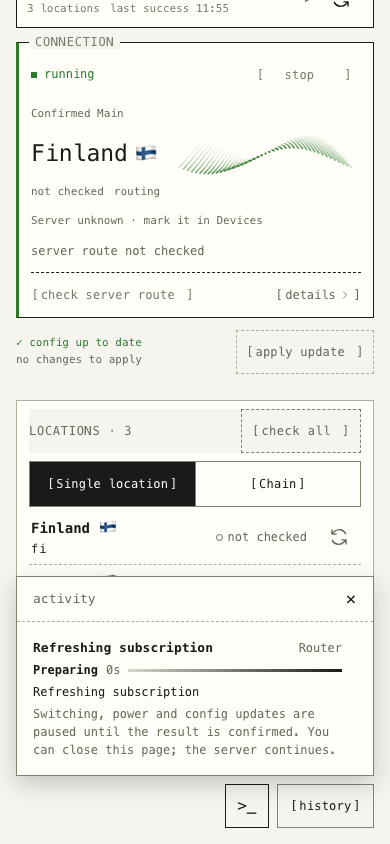 3 locations last success 11:55
CONNECTION
running
[ stop ]
Confirmed Main
Finland 🇫🇮
not checked routing
Server unknown · mark it in Devices
server route not checked
[check server route ]
[details > ]
✓ config up to date
no changes to apply
[apply update ]
LOCATIONS · 3
[check all ]
[Single location]
[Chain]
Finland 🇫🇮
fi
not checked
activity
×
Refreshing subscription
Router
Preparing 0s
Refreshing subscription
Switching, power and config updates are
paused until the result is confirmed. You
can close this page; the server continues.
>_
[history]